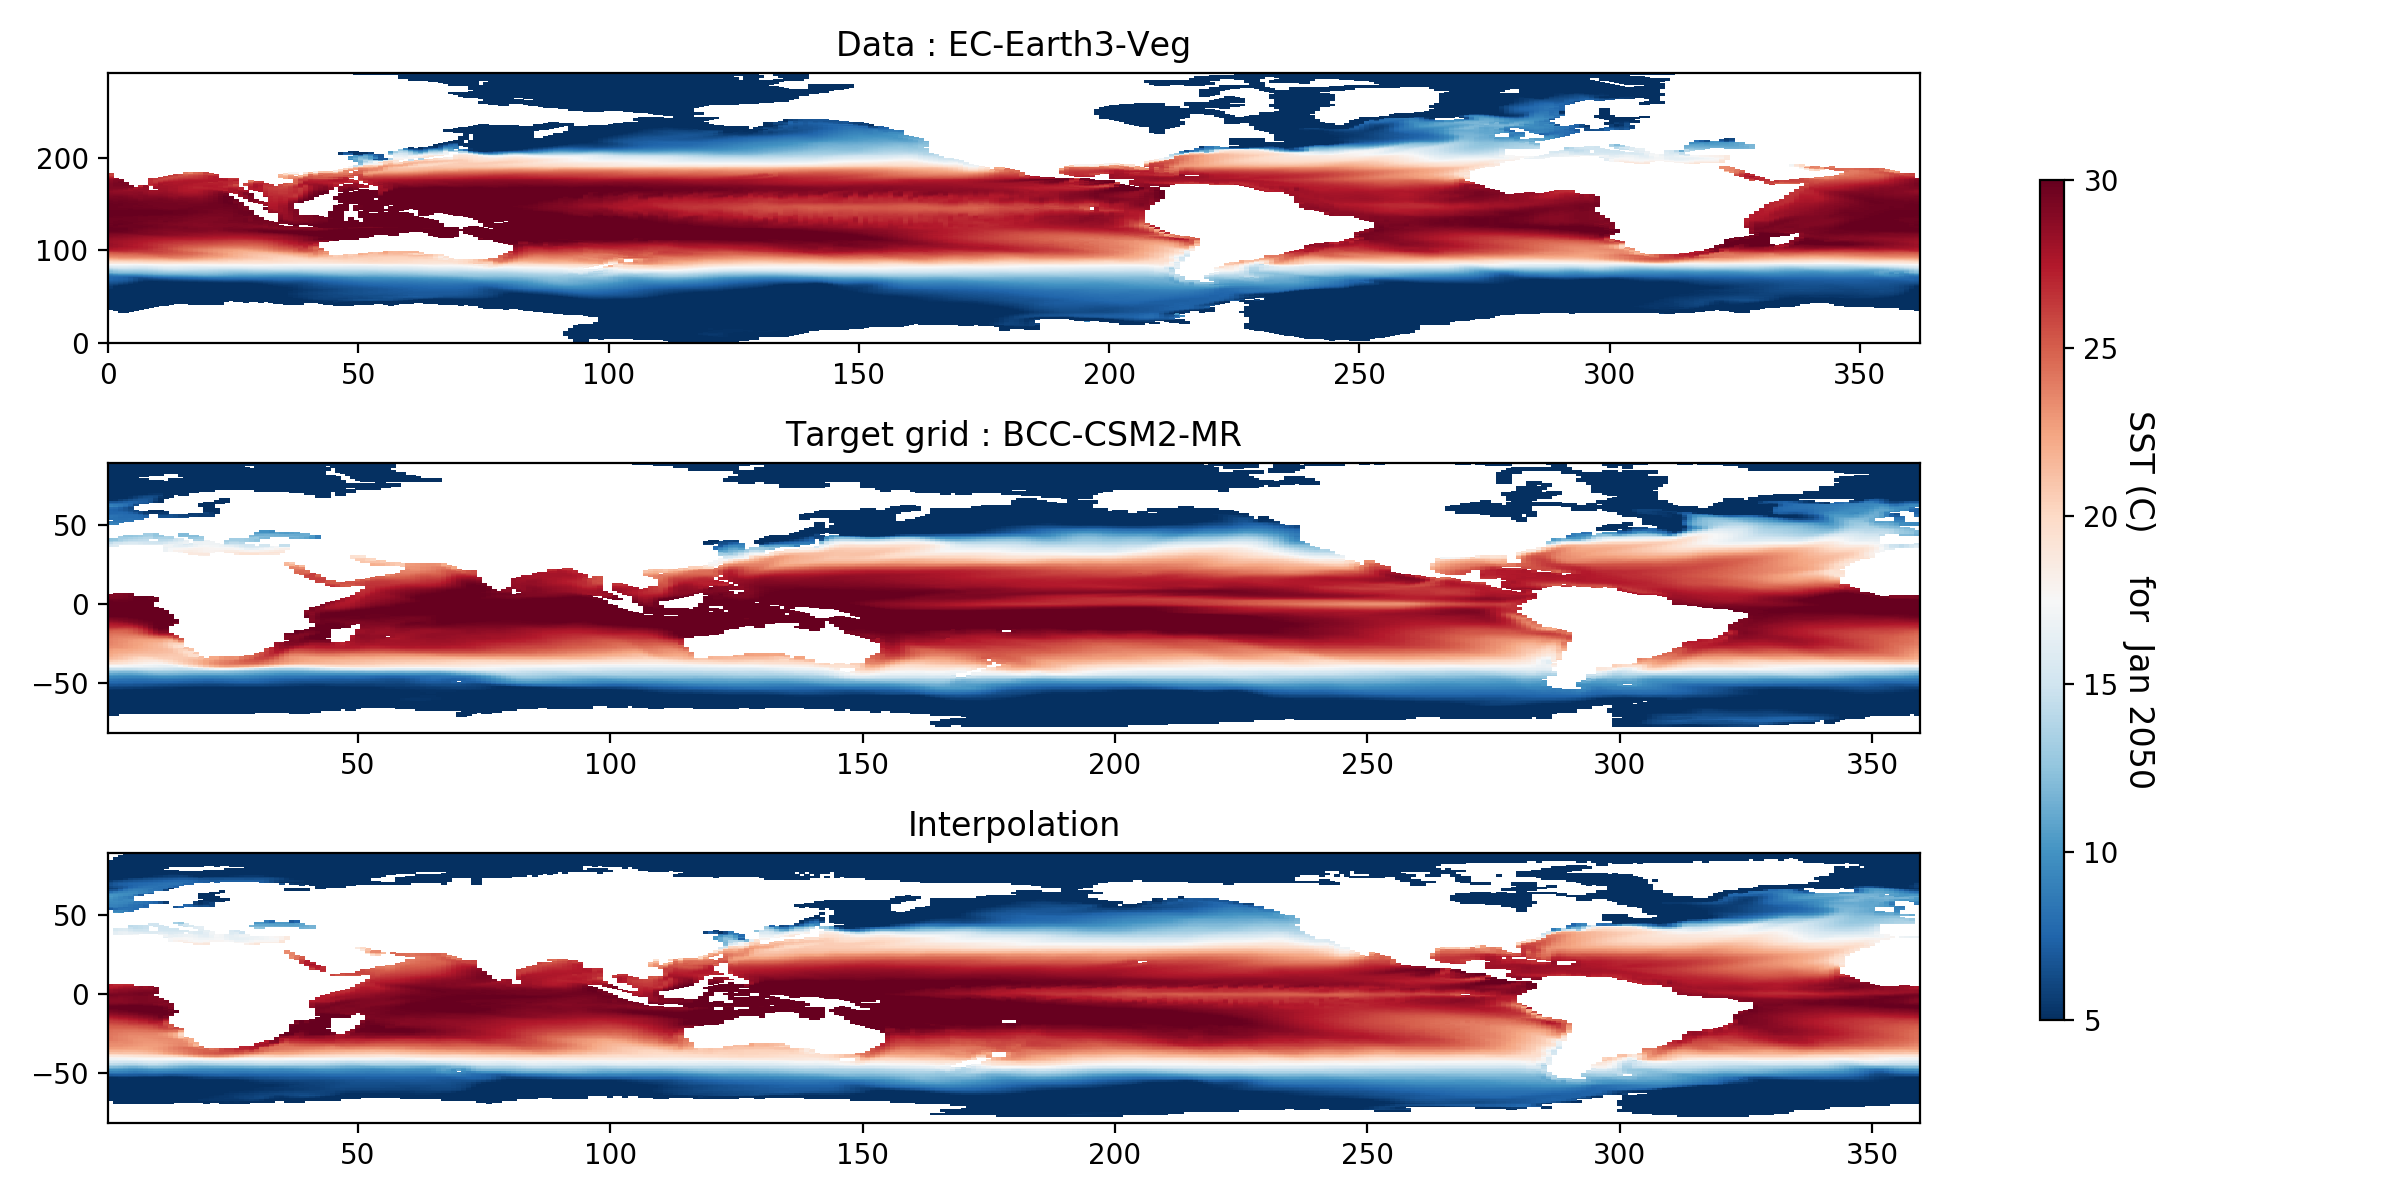 Data : EC-Earth3-Veg
200
100
0
0 50 100 150 200 250 300 350
Target grid : BCC-CSM2-MR
50
0
−50
50 100 150 200 250 300 350
Interpolation
50
0
−50
50 100 150 200 250 300 350
30
25
20
15
10
5
SST (C) for Jan 2050